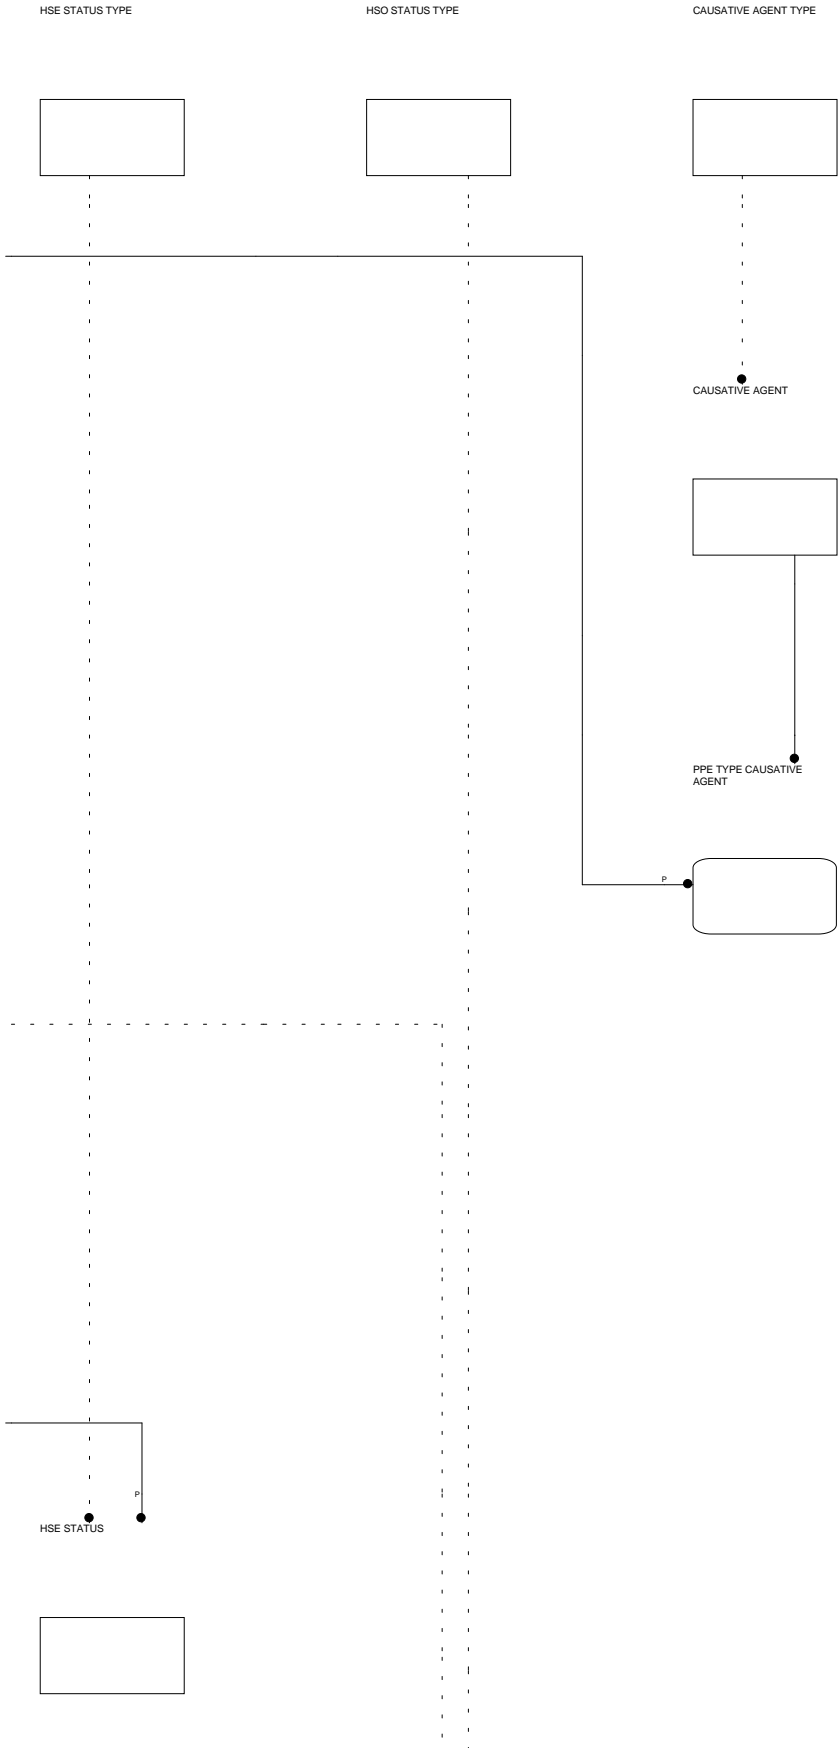 HSE STATUS TYPE
HSO STATUS TYPE
CAUSATIVE AGENT TYPE
CAUSATIVE AGENT
PPE TYPE CAUSATIVE
AGENT
P
P
HSE STATUS